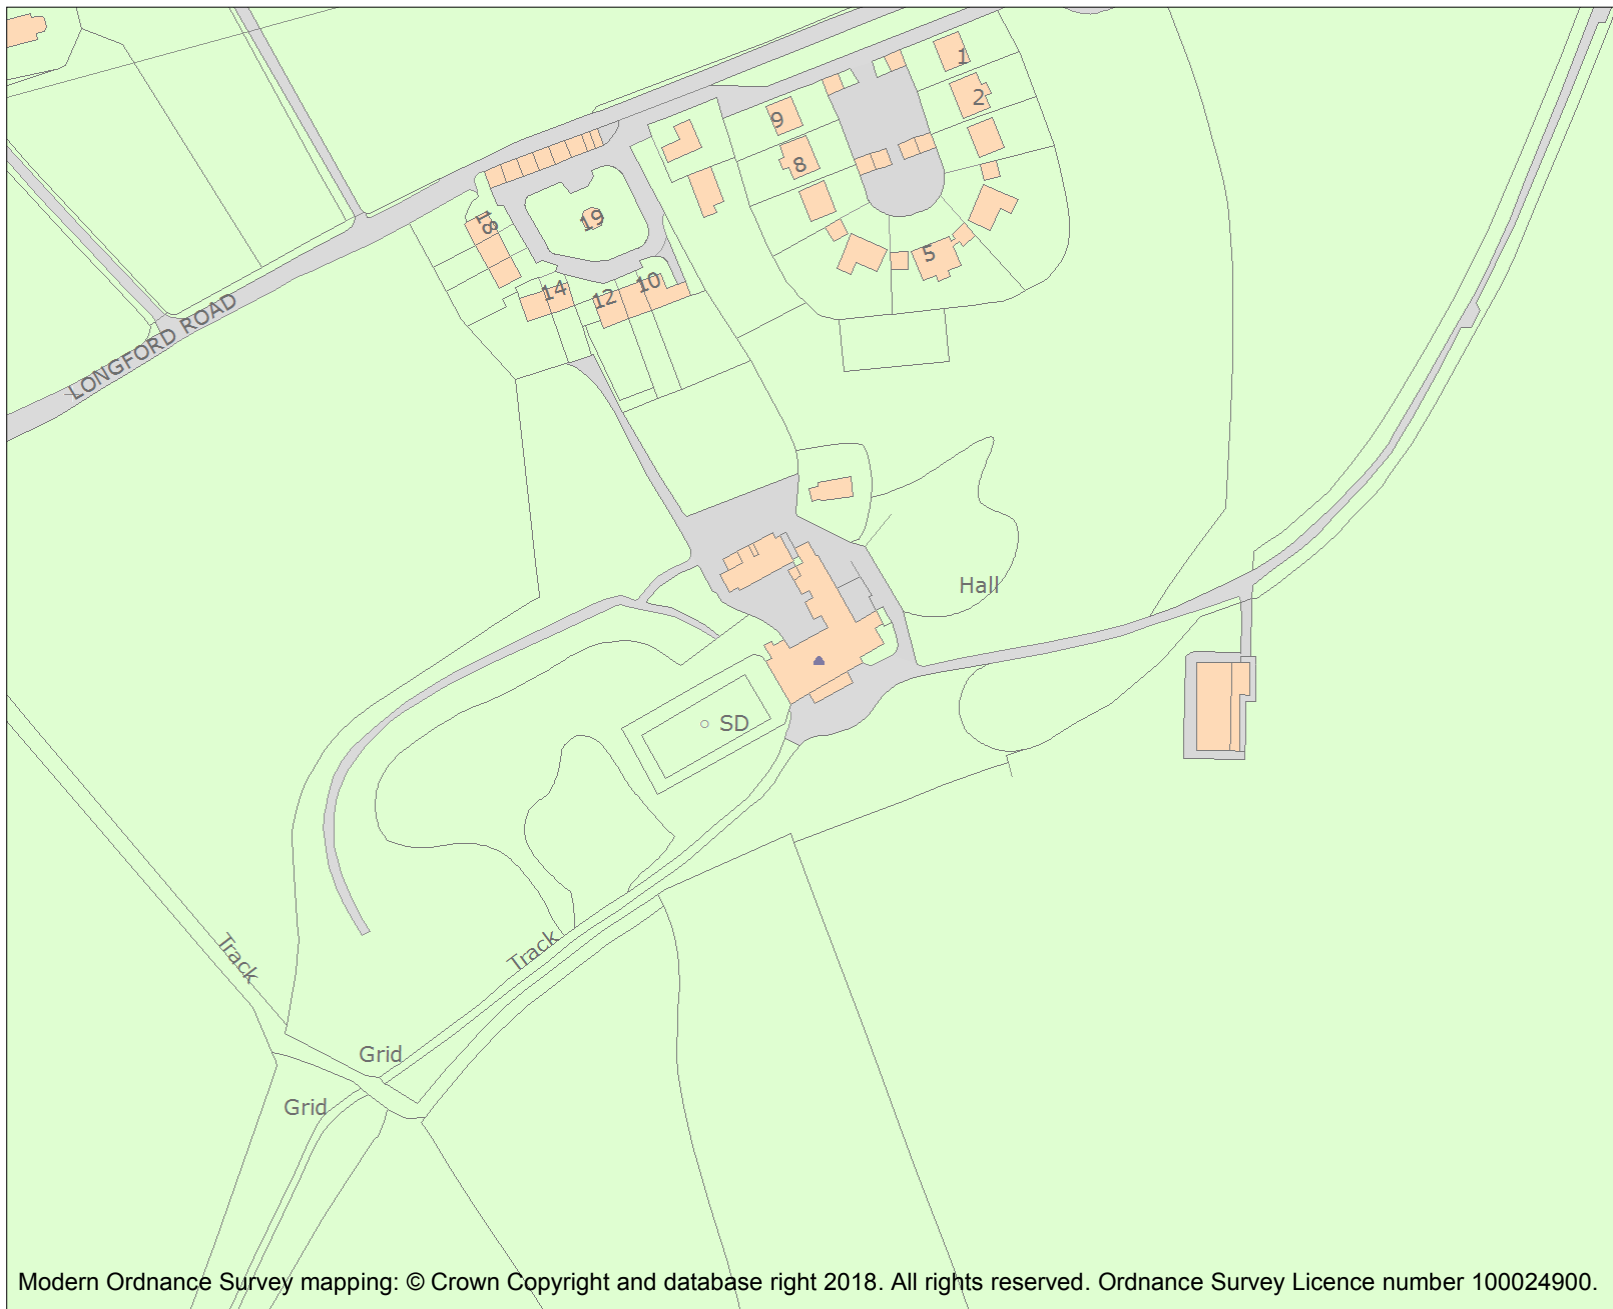 1
2
9
8
5
18
19
14
12
10
LONGFORD ROAD
Hall
SD
Track
Track
Grid
Grid
Modern Ordnance Survey mapping: © Crown Copyright and database right 2018. All rights reserved. Ordnance Survey Licence number 100024900.